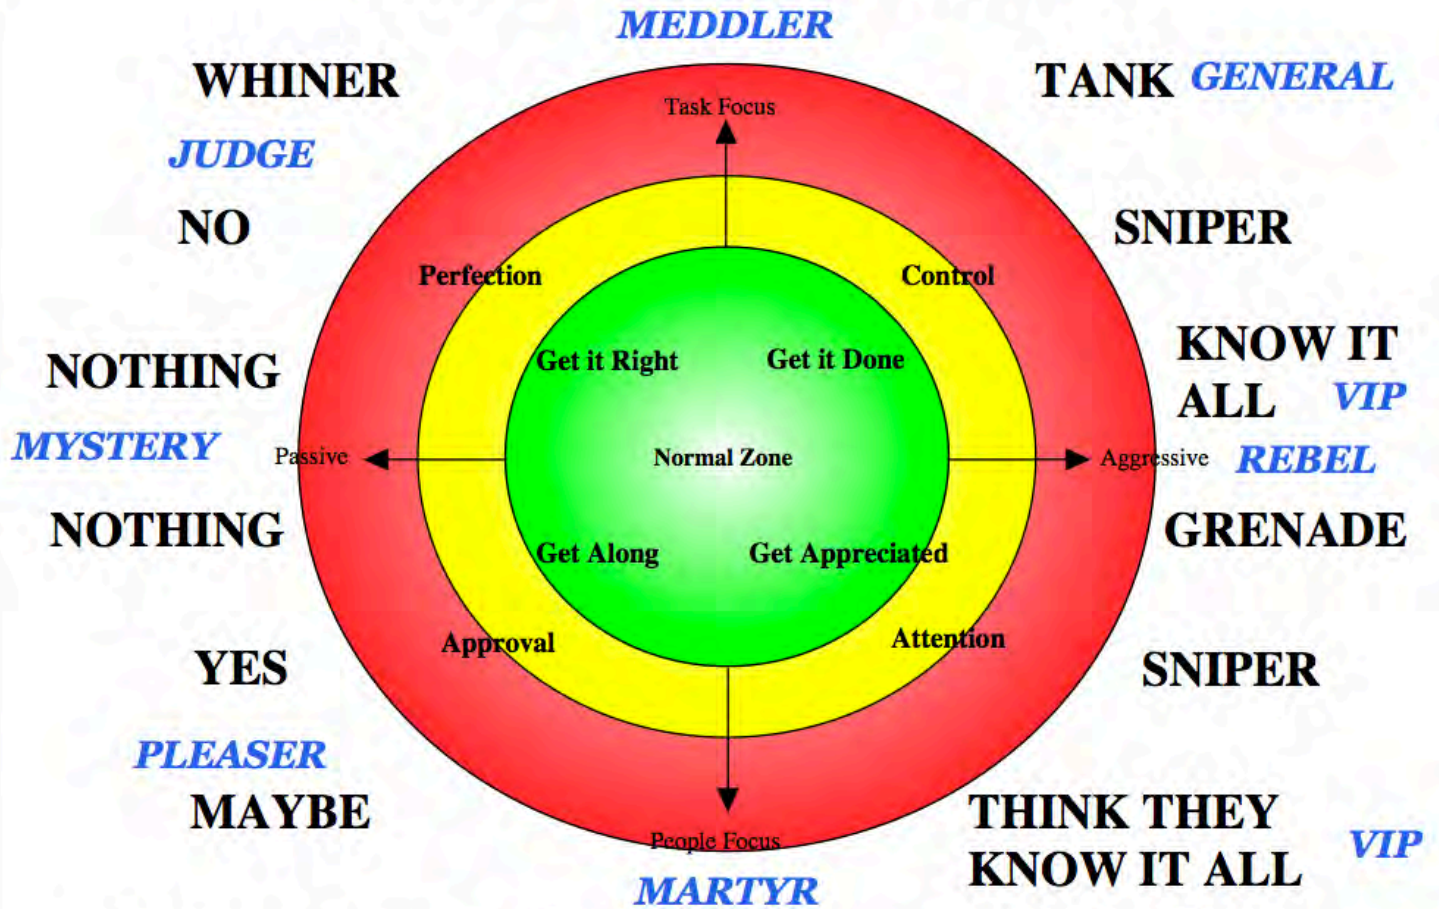 MEDDLER
WHINER
TANK GENERAL
Task Focus
JUDGE
NO
SNIPER
Perfection
Control
NOTHING
KNOW IT
ALL VIP
Get it Right
Get it Done
MYSTERY
Passive
Normal Zone
Aggressive
REBEL
NOTHING
GRENADE
Get Along
Get Appreciated
Approval
Attention
YES
SNIPER
PLEASER
MAYBE
THINK THEY
KNOW IT ALL
VIP
People Focus
MARTYR